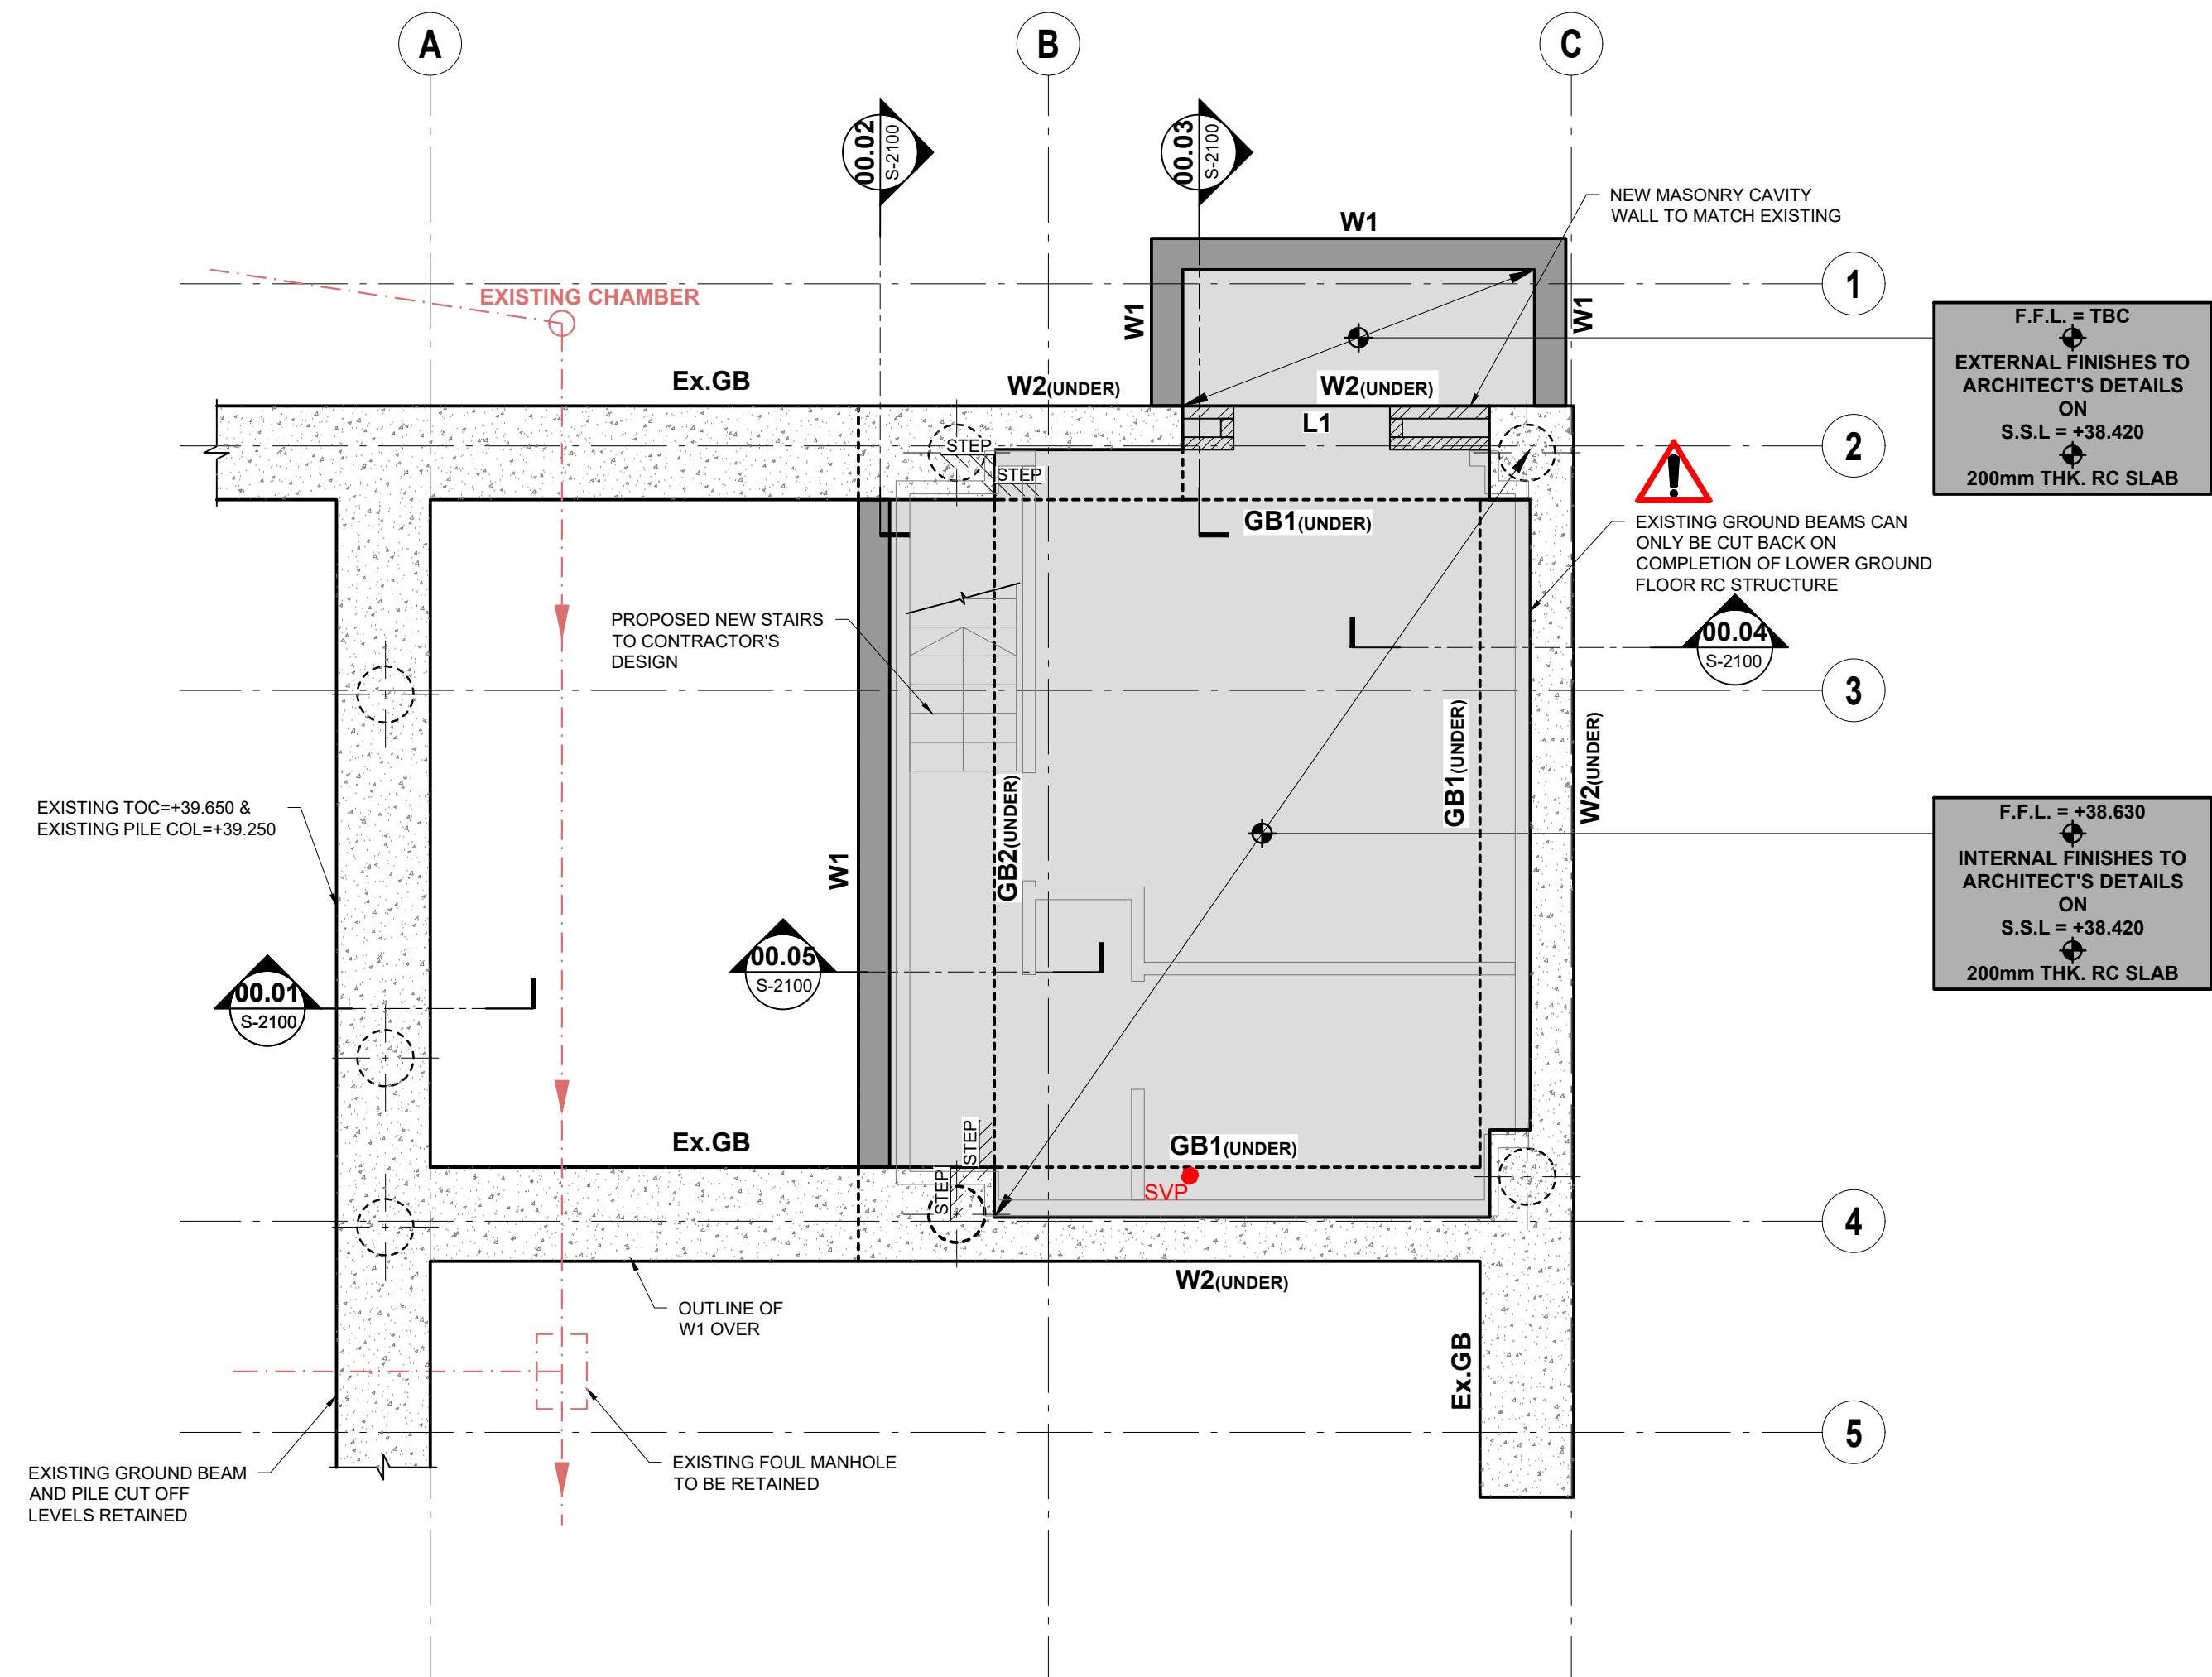 A
B
C
00.02
S-2100
00.03
S-2100
NEW MASONRY CAVITY
WALL TO MATCH EXISTING
W1
1
EXISTING CHAMBER
W1
W1
F.F.L. = TBC
EXTERNAL FINISHES TO
ARCHITECT'S DETAILS
ON
S.S.L = +38.420
200mm THK. RC SLAB
Ex.GB
W2(UNDER)
W2(UNDER)
L1
2
STEP
STEP
GB1(UNDER)
EXISTING GROUND BEAMS CAN
ONLY BE CUT BACK ON
COMPLETION OF LOWER GROUND
FLOOR RC STRUCTURE
PROPOSED NEW STAIRS
TO CONTRACTOR'S
DESIGN
00.04
S-2100
3
GB1(UNDER)
W2(UNDER)
GB2(UNDER)
EXISTING TOC=+39.650 &
EXISTING PILE COL=+39.250
F.F.L. = +38.630
INTERNAL FINISHES TO
ARCHITECT'S DETAILS
ON
S.S.L = +38.420
200mm THK. RC SLAB
W1
00.05
S-2100
00.01
S-2100
Ex.GB
STEP
STEP
GB1(UNDER)
SVP
4
W2(UNDER)
OUTLINE OF
W1 OVER
Ex.GB
5
EXISTING GROUND BEAM
AND PILE CUT OFF
LEVELS RETAINED
EXISTING FOUL MANHOLE
TO BE RETAINED